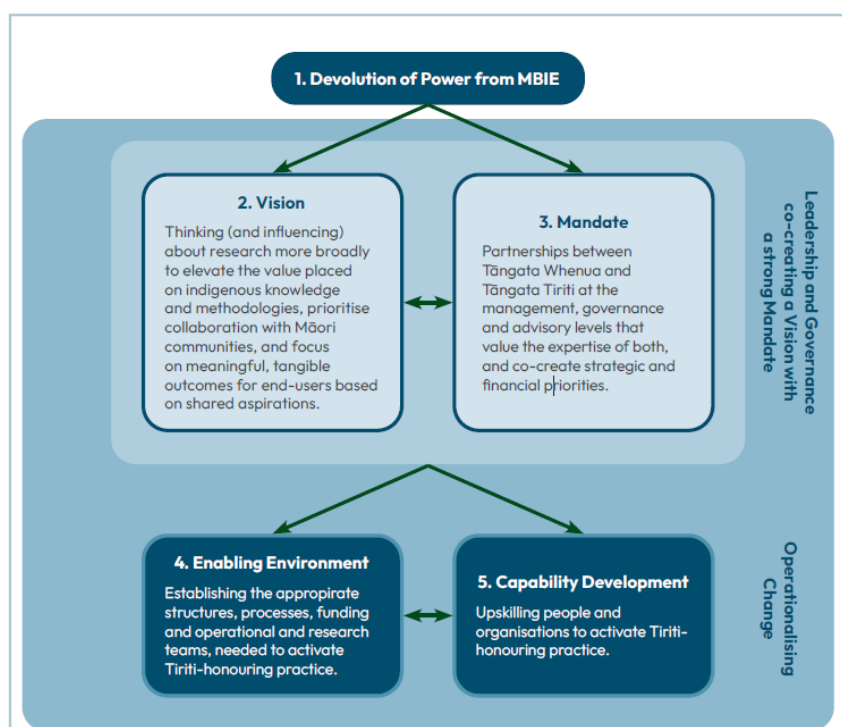 1. Devolution of Power from MBIE
2. Vision
Thinking (and influencing)
about research more broadly
to elevate the value placed
on indigenous knowledge
and methodologies, prioritise
collaboration with Māori
communities, and focus
on meaningful, tangible
outcomes for end-users based
on shared aspirations.
3. Mandate
Partnerships between
Tāngata Whenua and
Tāngata Tiriti at the
management, governance
and advisory levels that
value the expertise of both,
and co-create strategic and
financial priorities.
Leadership and Governance
co-creating a Vision with
a strong Mandate
4. Enabling Environment
Establishing the appropirate
structures, processes, funding
and operational and research
teams, needed to activate
Tiriti-honouring practice.
5. Capability Development
Upskilling people and
organisations to activate Tiriti-
honouring practice.
Operationalising
Change